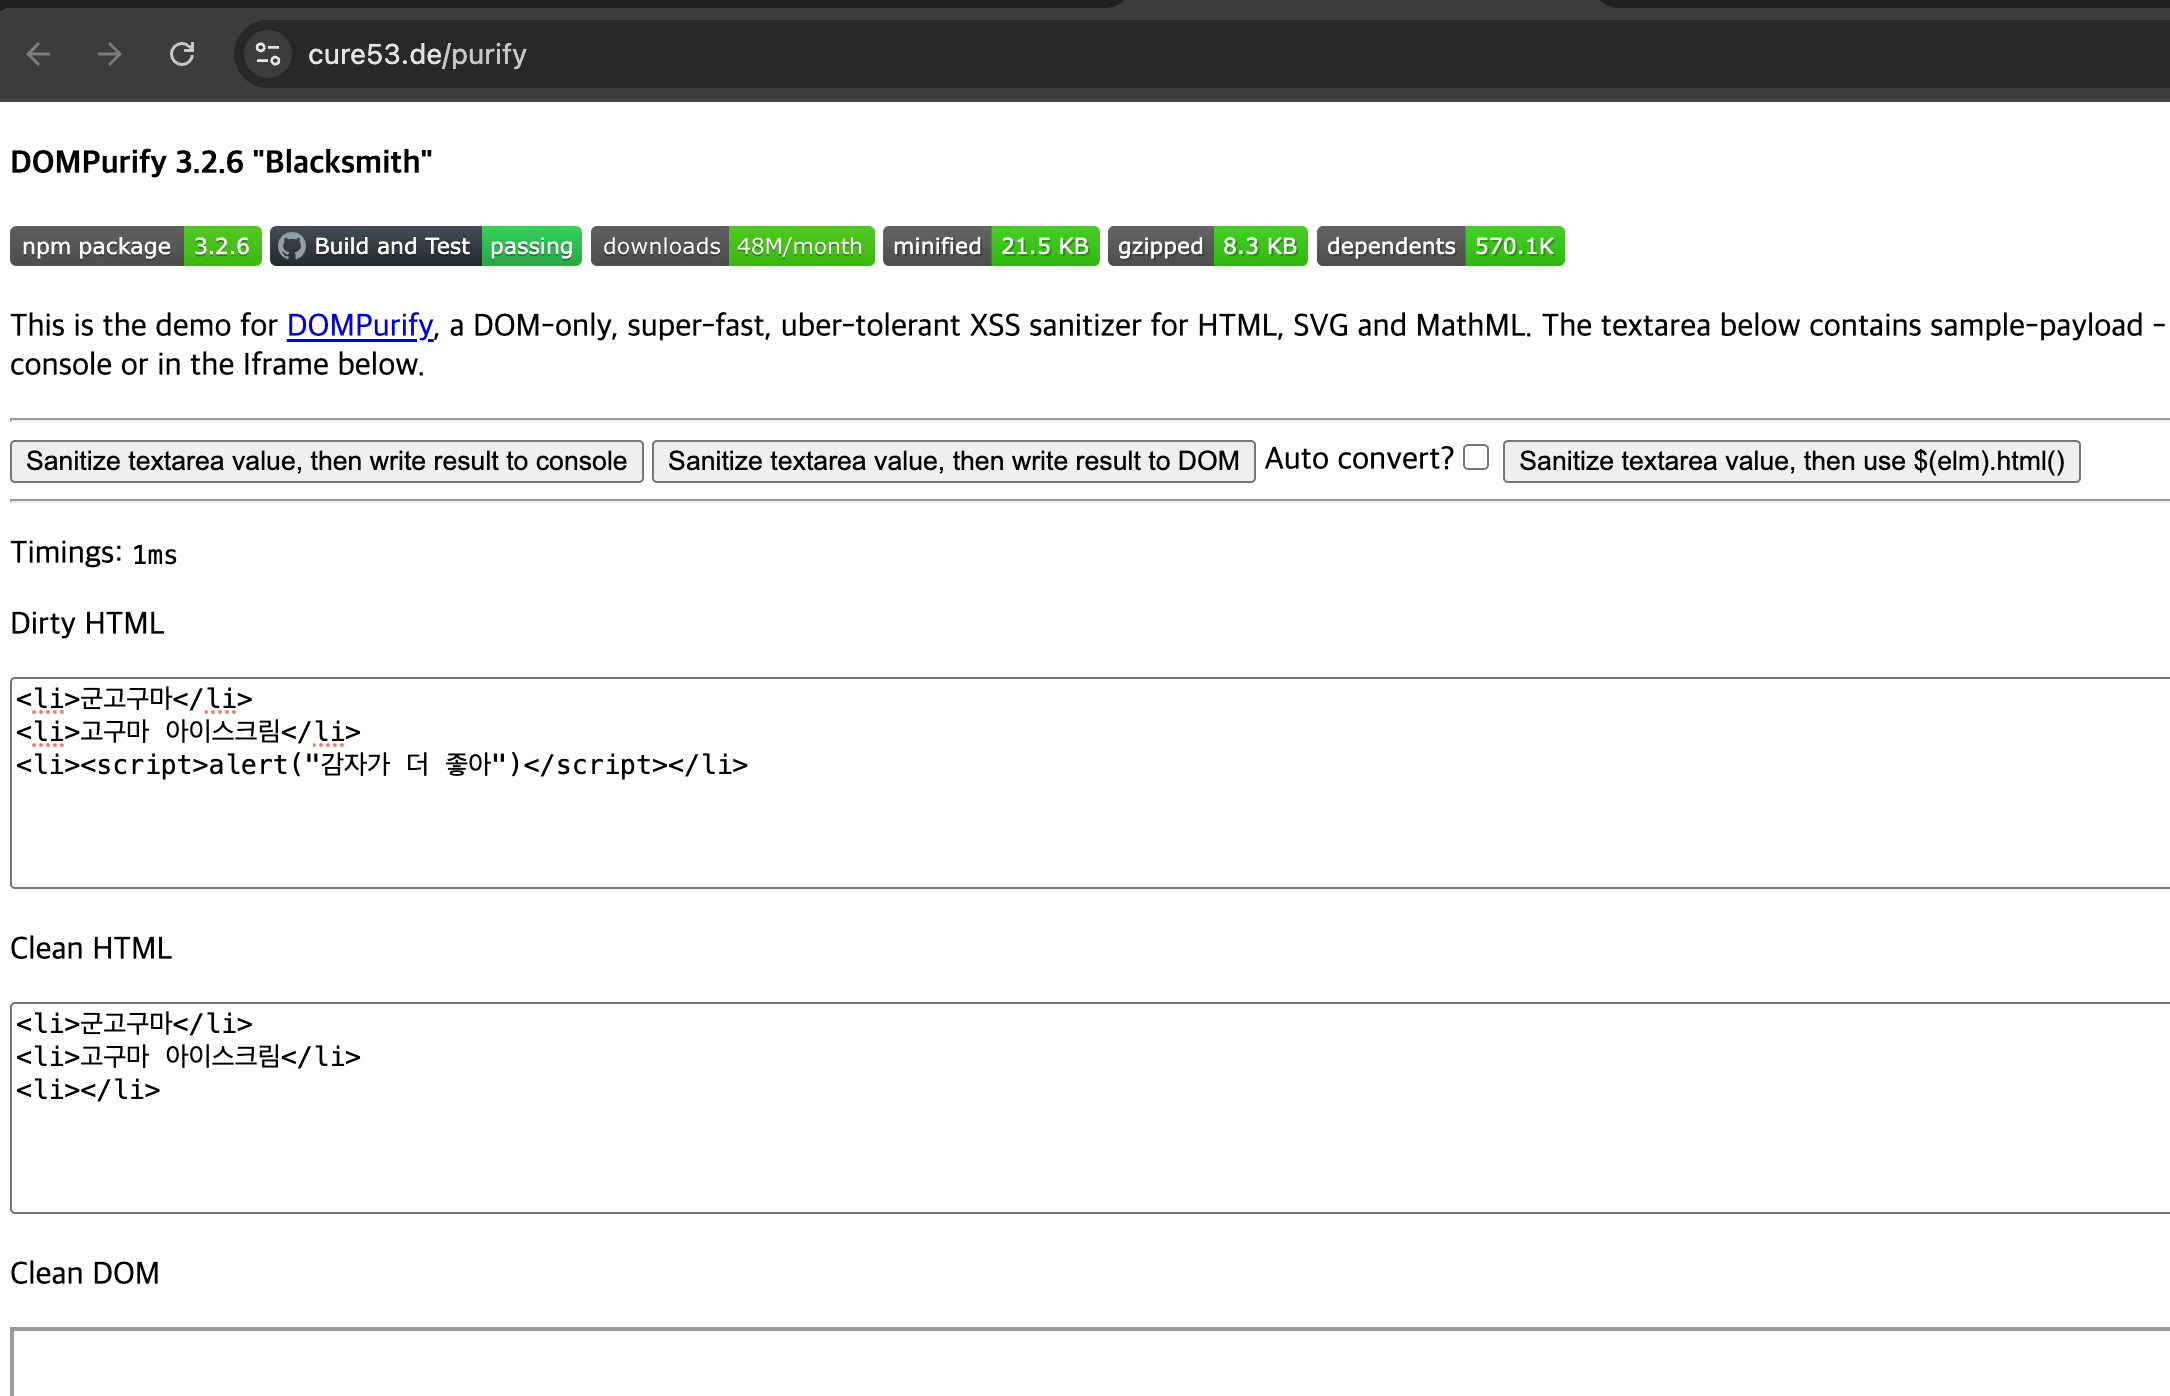 cure53.de/purify
DOMPurify 3.2.6 "Blacksmith"
npm package 3.2.6 Build and Test passing downloads 48M/month minified 21.5 KB gzipped 8.3 KB dependents 570.1K
This is the demo for DOMPurify, a DOM-only, super-fast, uber-tolerant XSS sanitizer for HTML, SVG and MathML. The textarea below contains sample-payload -
console or in the Iframe below.
Sanitize textarea value, then write result to console Sanitize textarea value, then write result to DOM Auto convert? Sanitize textarea value, then use $(elm).html()
Timings: 1ms
Dirty HTML
<li>군고구마</li>
<li>고구마 아이스크림</li>
<li><script>alert("감자가 더 좋아")</script></li>
Clean HTML
<li>군고구마</li>
<li>고구마 아이스크림</li>
<li></li>
Clean DOM